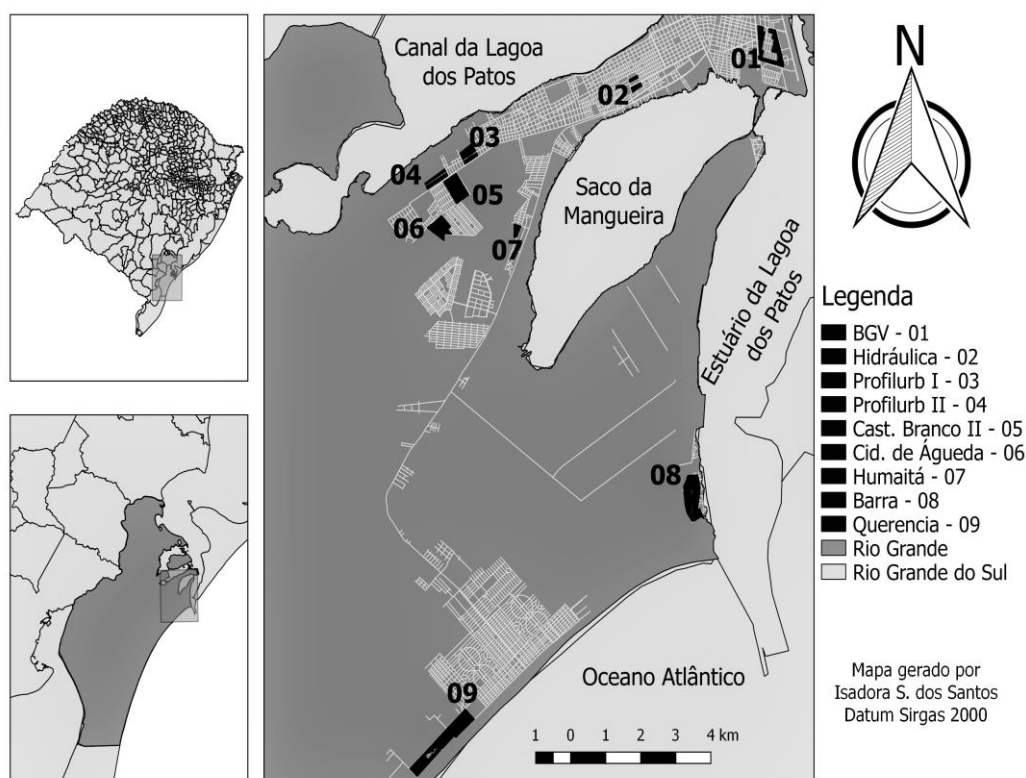 Canal da Lagoa
dos Patos
01
02
03
04
05
06
07
Saco da
Mangueira
Estuário da Lagoa
dos Patos
08
09
Oceano Atlântico
1 0 1 2 3 4 km
N
Legenda
BGV - 01
Hidráulica - 02
Profilurb I - 03
Profilurb II - 04
Cast. Branco II - 05
Cid. de Águeda - 06
Humaitá - 07
Barra - 08
Querencia - 09
Rio Grande
Rio Grande do Sul
Mapa gerado por
Isadora S. dos Santos
Datum Sirgas 2000